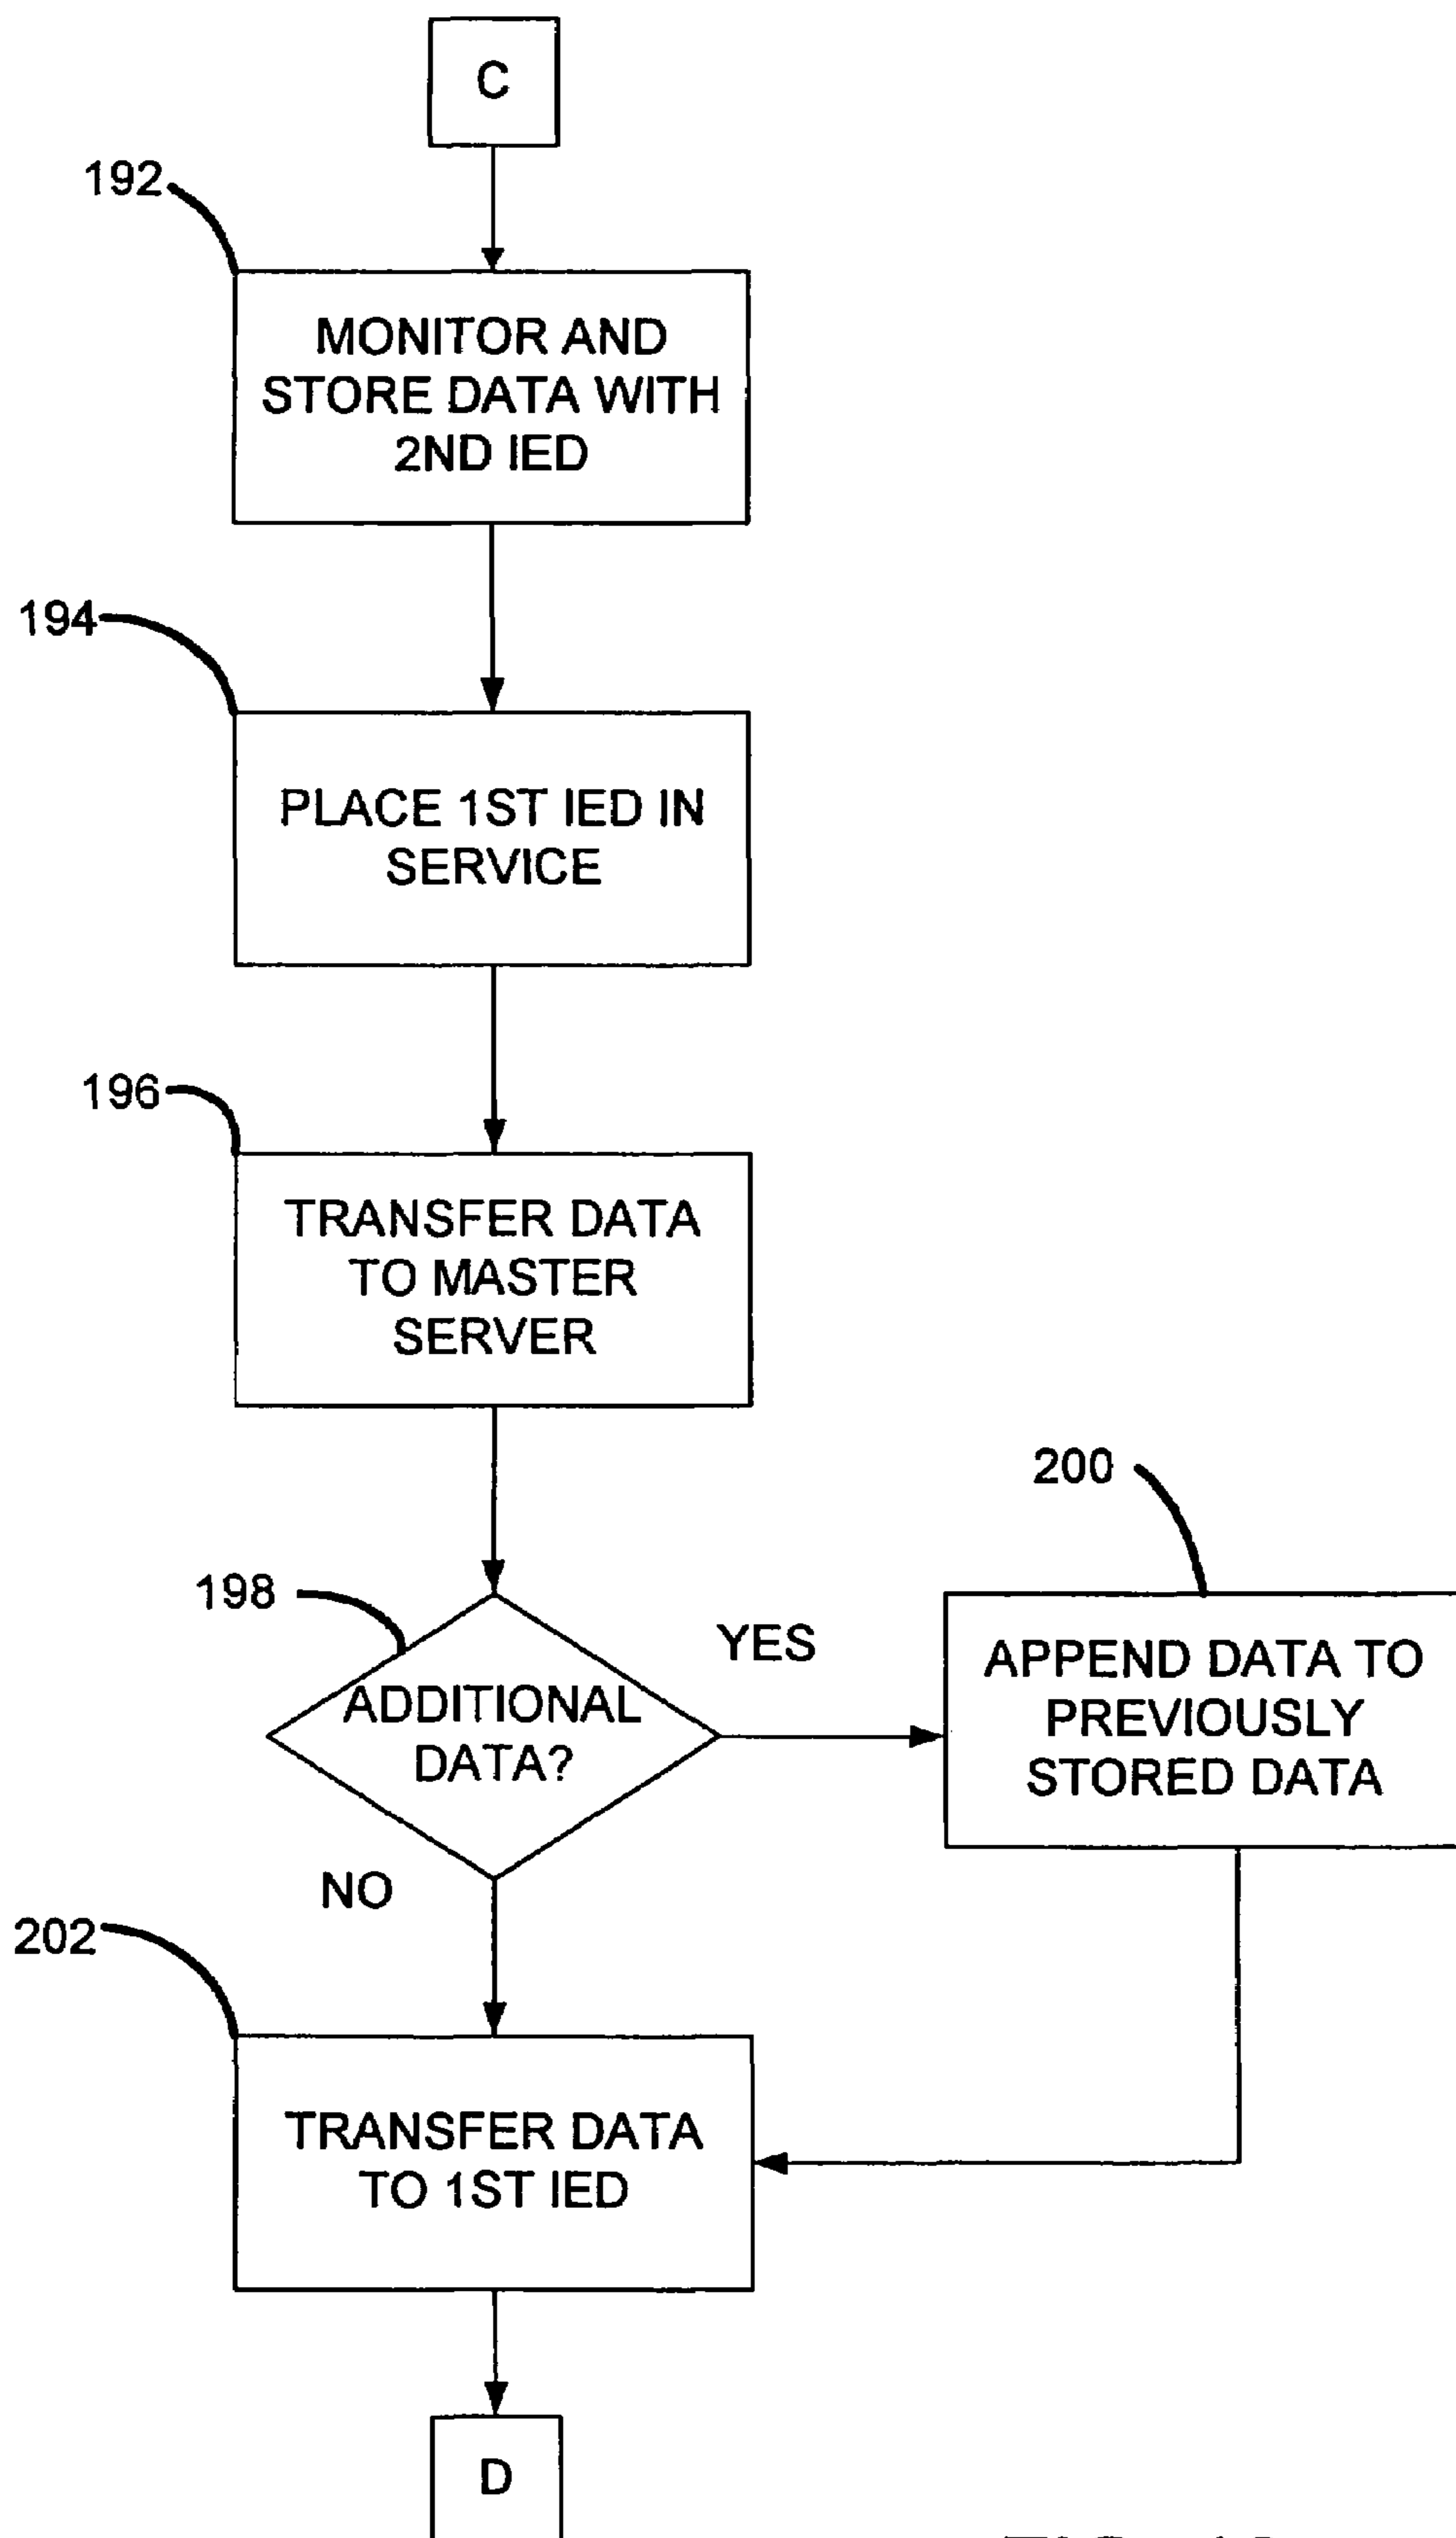 C
192
MONITOR AND
STORE DATA WITH
2ND IED
194
PLACE 1ST IED IN
SERVICE
196
TRANSFER DATA
TO MASTER
SERVER
200
198
YES
APPEND DATA TO
PREVIOUSLY
STORED DATA
ADDITIONAL
DATA?
NO
202
TRANSFER DATA
TO 1ST IED
D